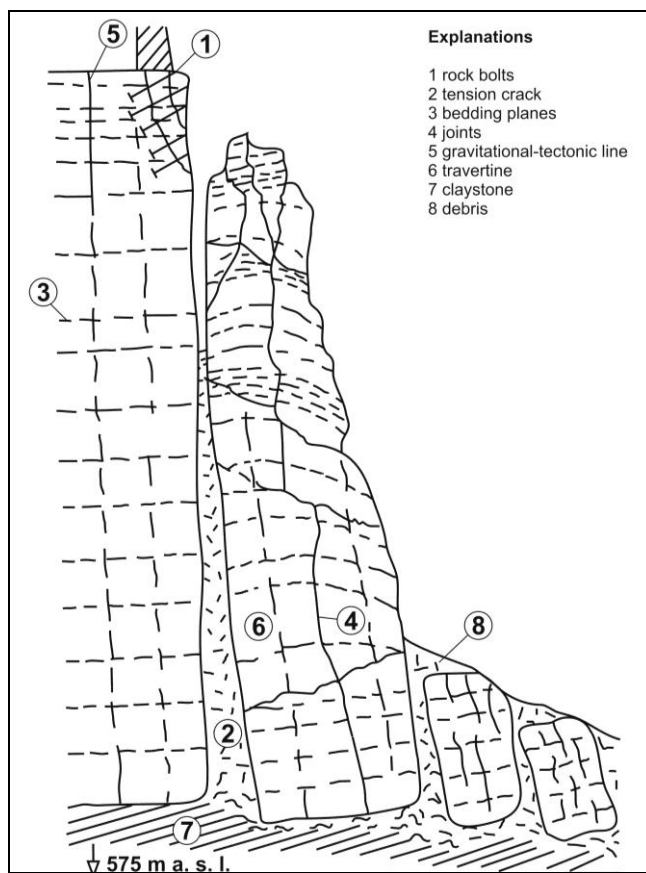 5
1
Explanations
1 rock bolts
2 tension crack
3 bedding planes
4 joints
5 gravitational-tectonic line
6 travertine
7 claystone
8 debris
3
6
4
8
2
7
575 m a. s. l.